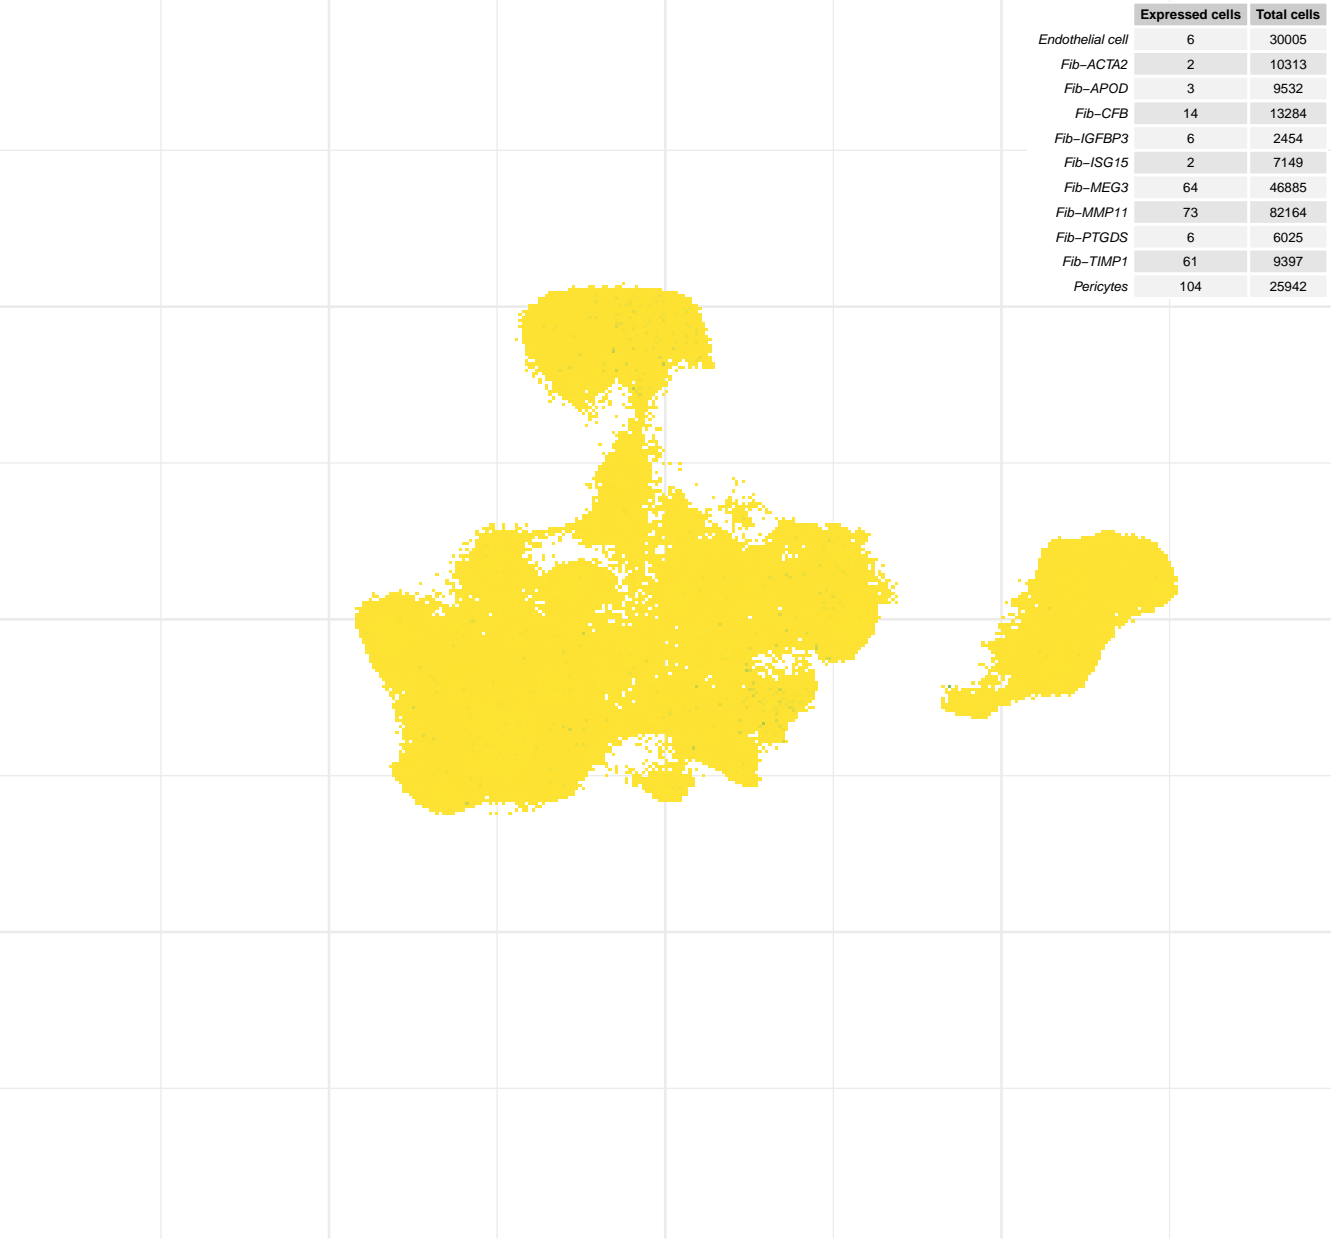 Expressed cells Total cells
Endothelial cell 6 30005
Fib−ACTA2 2 10313
Fib−APOD 3 9532
Fib−CFB 14 13284
Fib−IGFBP3 6 2454
Fib−ISG15 2 7149
Fib−MEG3 64 46885
Fib−MMP11 73 82164
Fib−PTGDS 6 6025
Fib−TIMP1 61 9397
Pericytes 104 25942